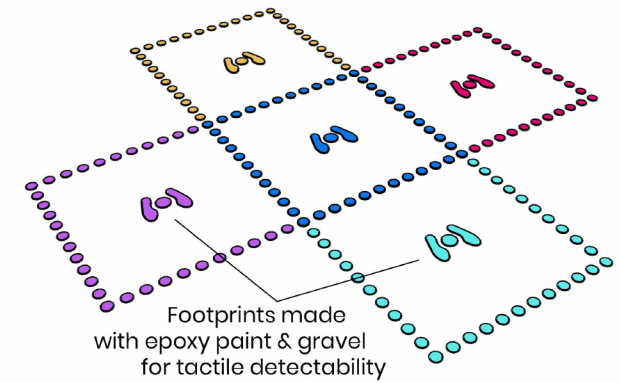 Footprints made
with epoxy paint & gravel
for tactile detectability